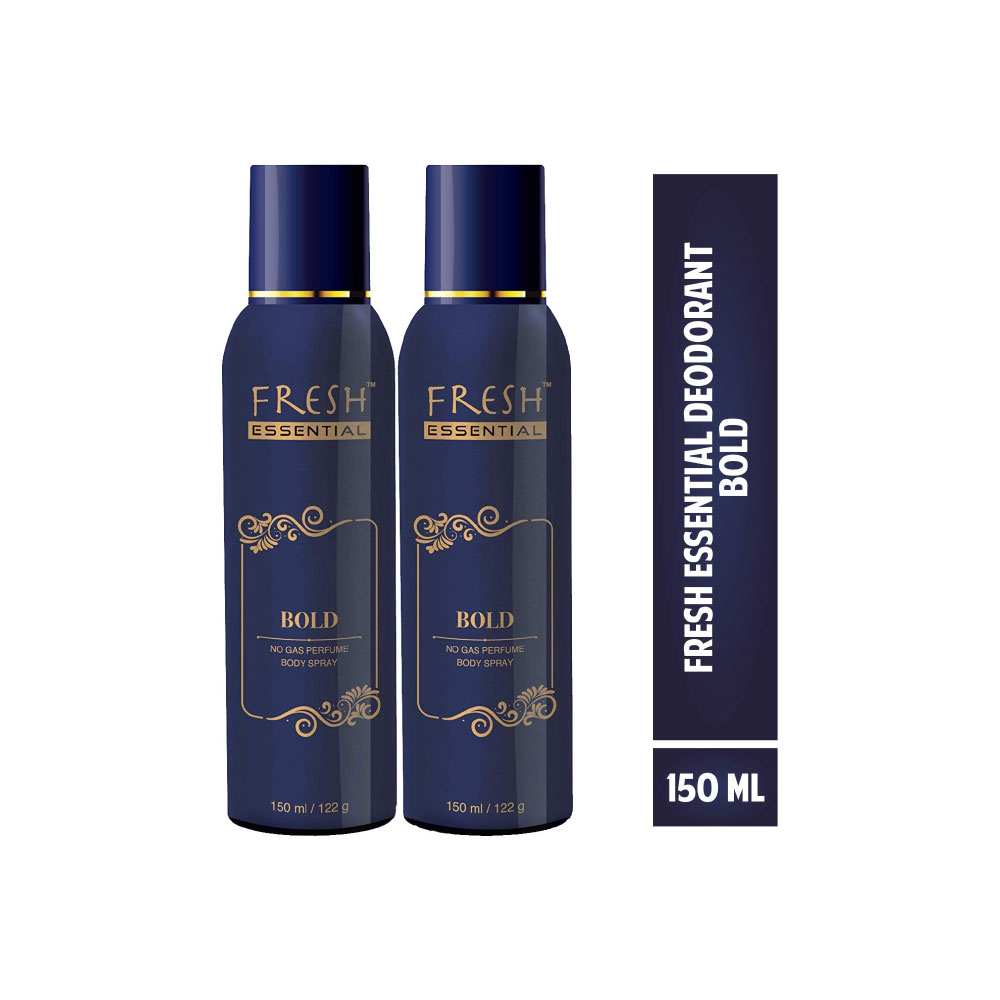 FRESH™
ESSENTIAL
BOLD
NO GAS PERFUME
BODY SPRAY
150 ml / 122 g
FRESH™
ESSENTIAL
BOLD
NO GAS PERFUME
BODY SPRAY
150 ml / 122 g
FRESH ESSENTIAL DEODORANT
BOLD
150 ML